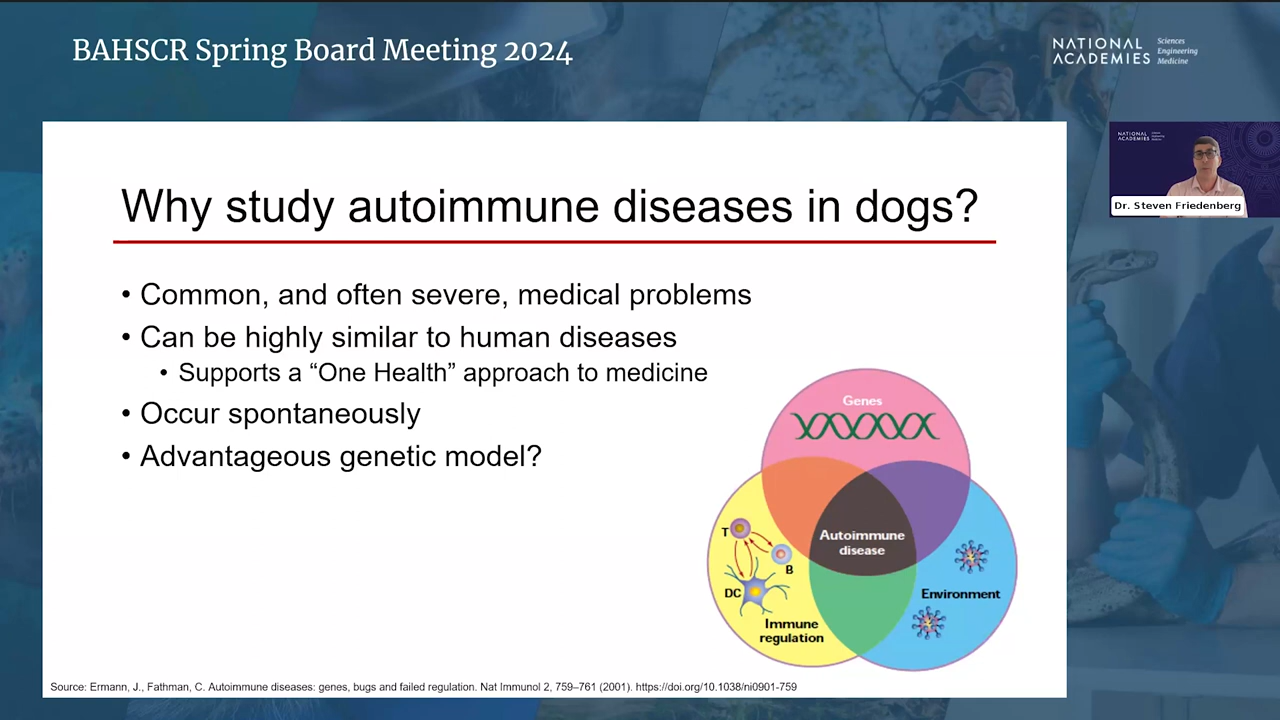 BAHSCR Spring Board Meeting 2024
NATIONAL ACADEMIES
Sciences
Engineering
Medicine
Why study autoimmune diseases in dogs?
• Common, and often severe, medical problems
• Can be highly similar to human diseases
• Supports a “One Health” approach to medicine
• Occur spontaneously
• Advantageous genetic model?
Genes
Autoimmune
disease
T
B
DC
Immune
regulation
Environment
Source: Ermann, J., Fathman, C. Autoimmune diseases: genes, bugs and failed regulation. Nat Immunol 2, 759–761 (2001). https://doi.org/10.1038/ni0901-759
NATIONAL
ACADEMIES
Dr. Steven Friedenberg